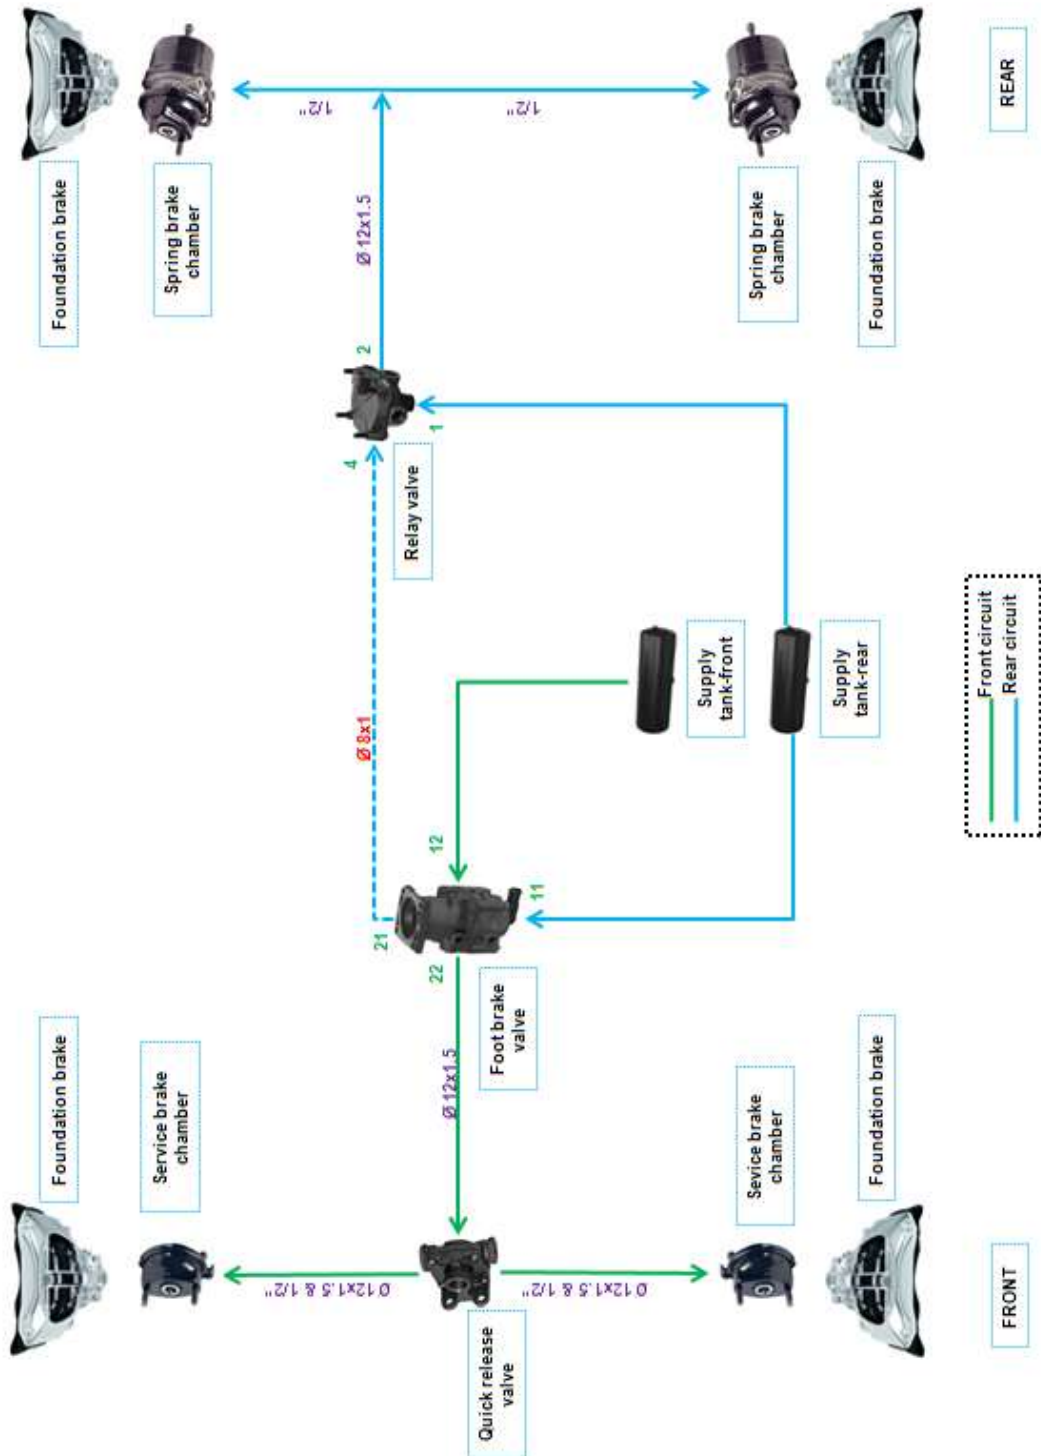 Foundation brake
Service brake
chamber
Ø 12x1.5 & 1/2"
Quick release
valve
Ø 12x1.5 & 1/2"
Sevice brake
chamber
Foundation brake
FRONT
Ø 12x1.5
21
22
Foot brake
valve
11
12
Ø 8x1
Supply
tank-front
Supply
tank-rear
4
2
1
Relay valve
Ø 12x1.5
Foundation brake
Spring brake
chamber
1/2"
1/2"
Spring brake
chamber
Foundation brake
REAR
Front circuit
Rear circuit